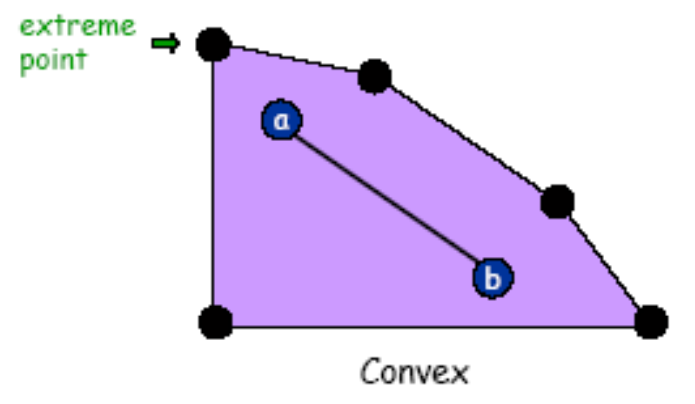 extreme
point
a
b
Convex